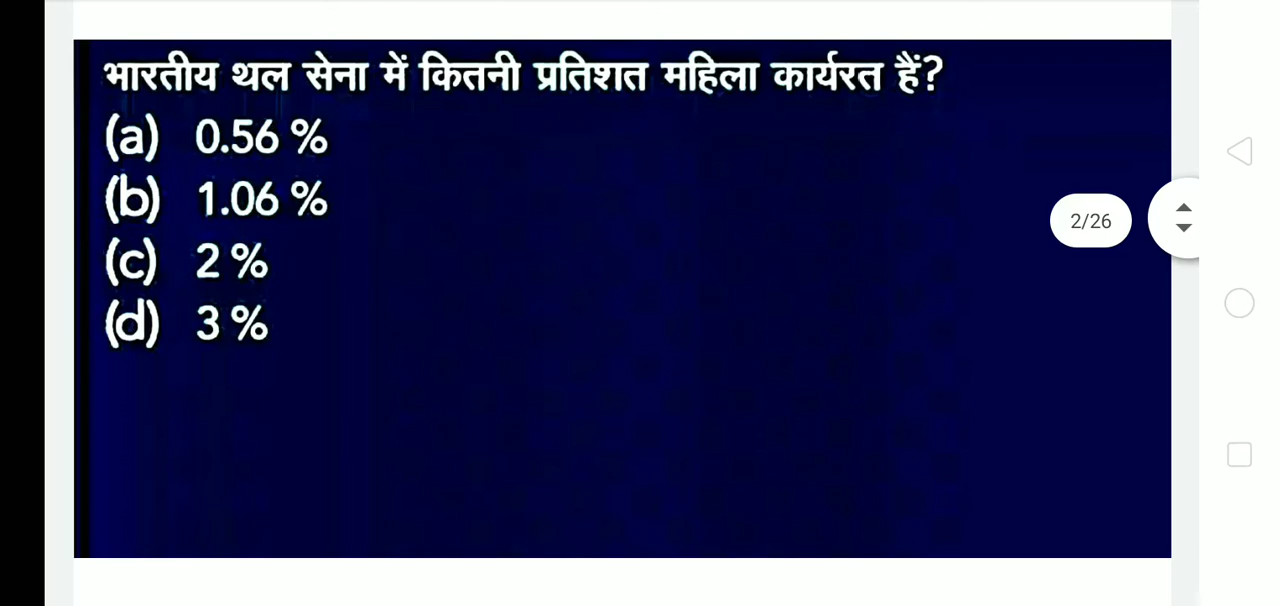 भारतीय थल सेना में कितनी प्रतिशत महिला कार्यरत हैं?
(a) 0.56 %
(b) 1.06 %
(c) 2 %
(d) 3 %
2/26